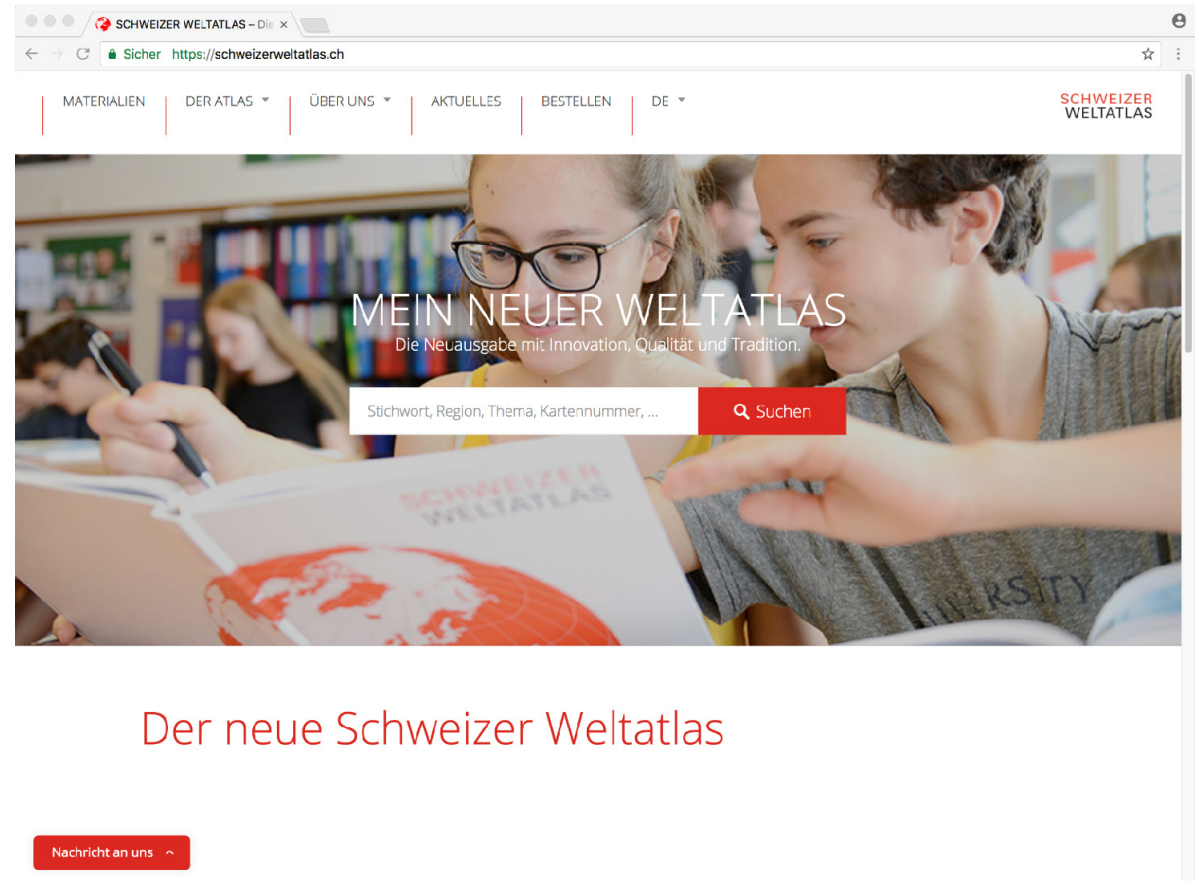 SCHWEIZER WELTATLAS – Die
Sicher https://schweizerweltatlas.ch
MATERIALIEN DER ATLAS ÜBER UNS AKTUELLES BESTELLEN DE
SCHWEIZER
WELTATLAS
MEIN NEUER WELTATLAS
Die Neuausgabe mit Innovation, Qualität und Tradition.
Stichwort, Region, Thema, Kartennummer, ... Suchen
SCHWEIZER
WELTATLAS
UNIVERSITY
Der neue Schweizer Weltatlas
Nachricht an uns